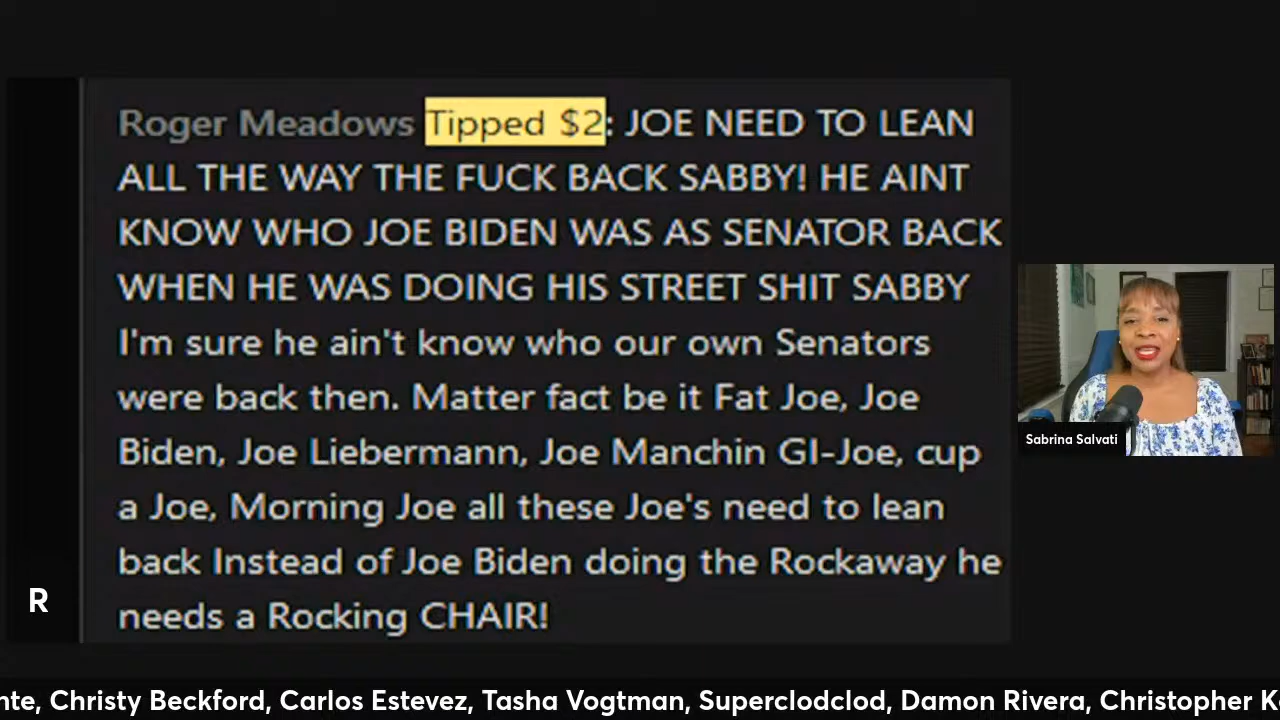 Roger Meadows Tipped $2: JOE NEED TO LEAN
ALL THE WAY THE FUCK BACK SABBY! HE AINT
KNOW WHO JOE BIDEN WAS AS SENATOR BACK
WHEN HE WAS DOING HIS STREET SHIT SABBY
I'm sure he ain't know who our own Senators
were back then. Matter fact be it Fat Joe, Joe
Biden, Joe Liebermann, Joe Manchin GI-Joe, cup
a Joe, Morning Joe all these Joe's need to lean
back Instead of Joe Biden doing the Rockaway he
needs a Rocking CHAIR!
R
Sabrina Salvati
nte, Christy Beckford, Carlos Estevez, Tasha Vogtman, Superclodclod, Damon Rivera, Christopher K